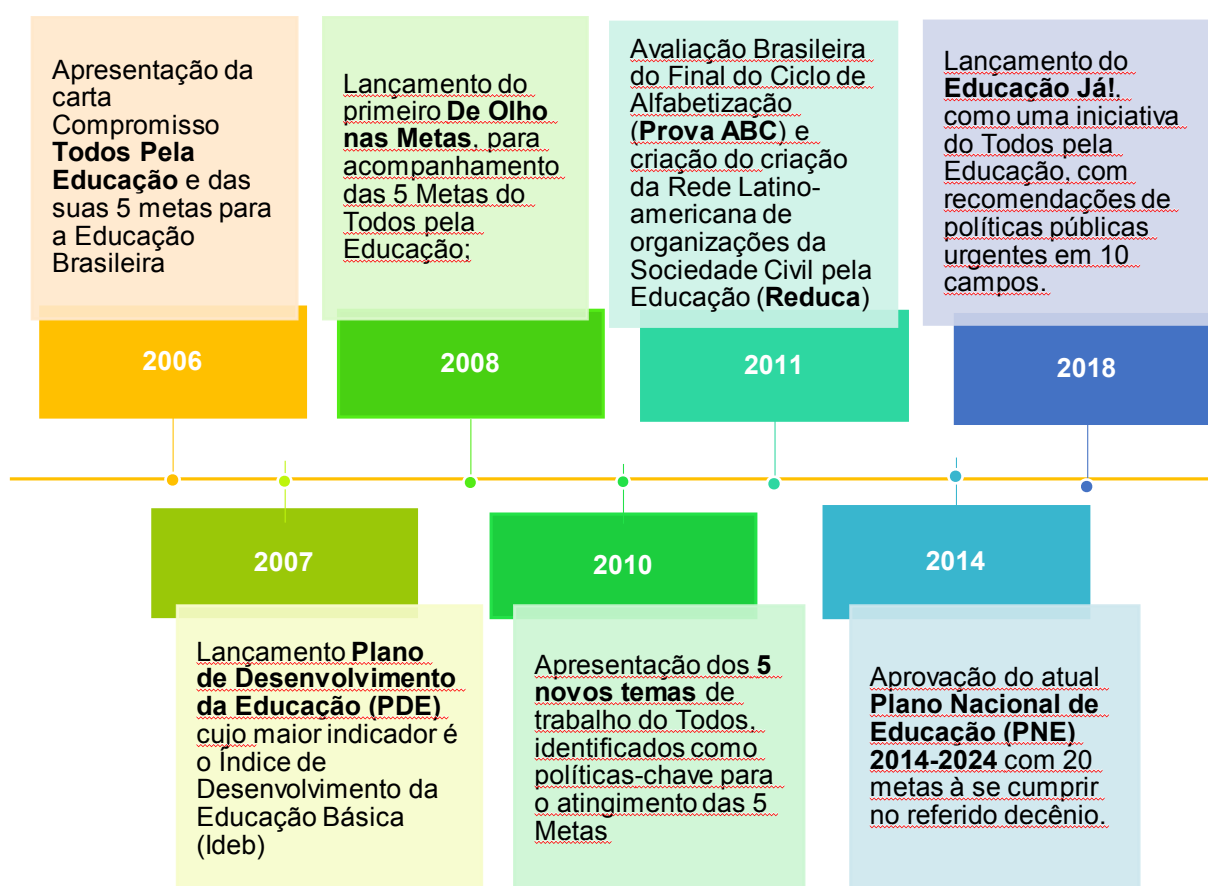 Apresentação da
carta
Compromisso
Todos Pela
Educação e das
suas 5 metas para
a Educação
Brasileira
2006
Lançamento do
primeiro De Olho
nas Metas, para
acompanhamento
das 5 Metas do
Todos pela
Educação;
2008
Avaliação Brasileira
do Final do Ciclo de
Alfabetização
(Prova ABC) e
criação do criação
da Rede Latino-
americana de
organizações da
Sociedade Civil pela
Educação (Reduca)
2011
Lançamento do
Educação Já!,
como uma iniciativa
do Todos pela
Educação, com
recomendações de
políticas públicas
urgentes em 10
campos.
2018
2007
Lançamento Plano
de Desenvolvimento
da Educação (PDE)
cujo maior indicador é
o Índice de
Desenvolvimento da
Educação Básica
(Ideb)
2010
Apresentação dos 5
novos temas de
trabalho do Todos,
identificados como
políticas-chave para
o atingimento das 5
Metas
2014
Aprovação do atual
Plano Nacional de
Educação (PNE)
2014-2024 com 20
metas à se cumprir
no referido decênio.